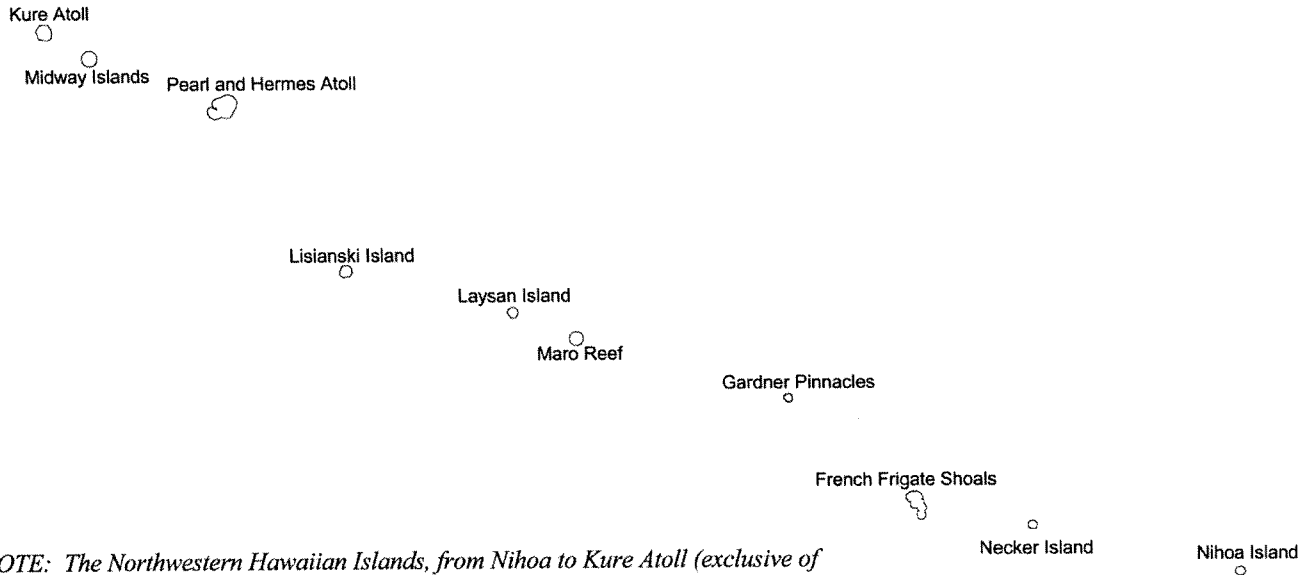 Kure Atoll
Midway Islands
Pearl and Hermes Atoll
Lisianski Island
Laysan Island
Maro Reef
Gardner Pinnacles
French Frigate Shoals
Necker Island
Nihoa Island
OTE: The Northwestern Hawaiian Islands, from Nihoa to Kure Atoll (exclusive of